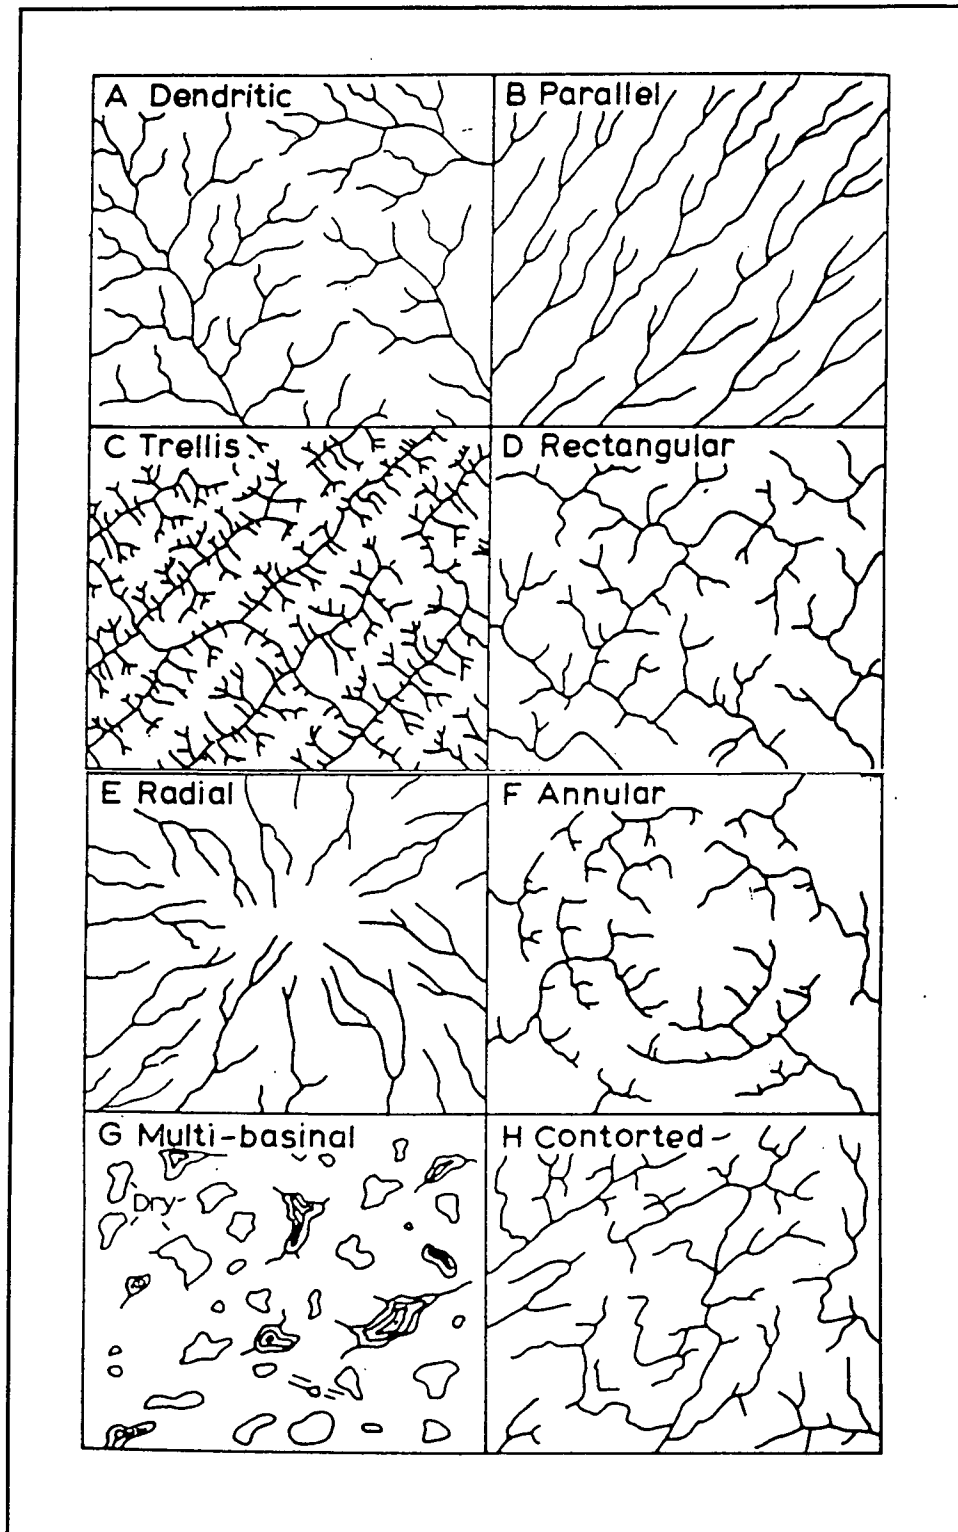 A Dendritic
B Parallel
C Trellis
D Rectangular
E Radial
F Annular
G Multi-basinal
Dry
H Contorted